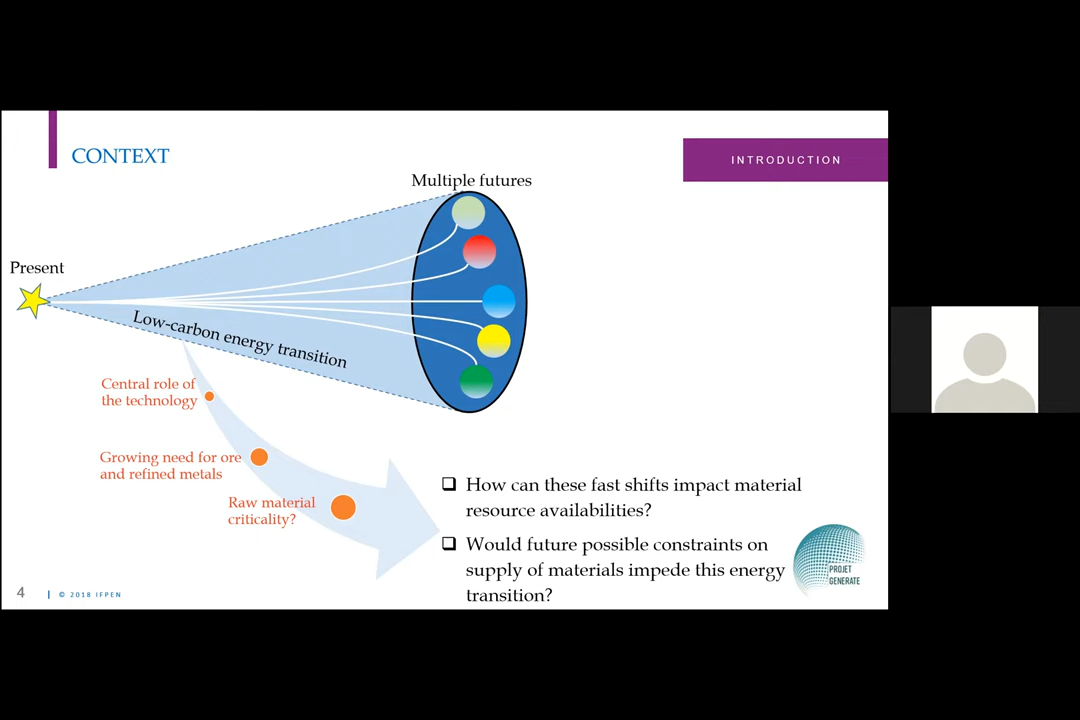 CONTEXT
INTRODUCTION
Multiple futures
Present
Low-carbon energy transition
Central role of
the technology
Growing need for ore
and refined metals
Raw material
criticality?
How can these fast shifts impact material
resource availabilities?
Would future possible constraints on
supply of materials impede this energy
transition?
PROJET
GENERATE
4 | © 2018 IFPEN